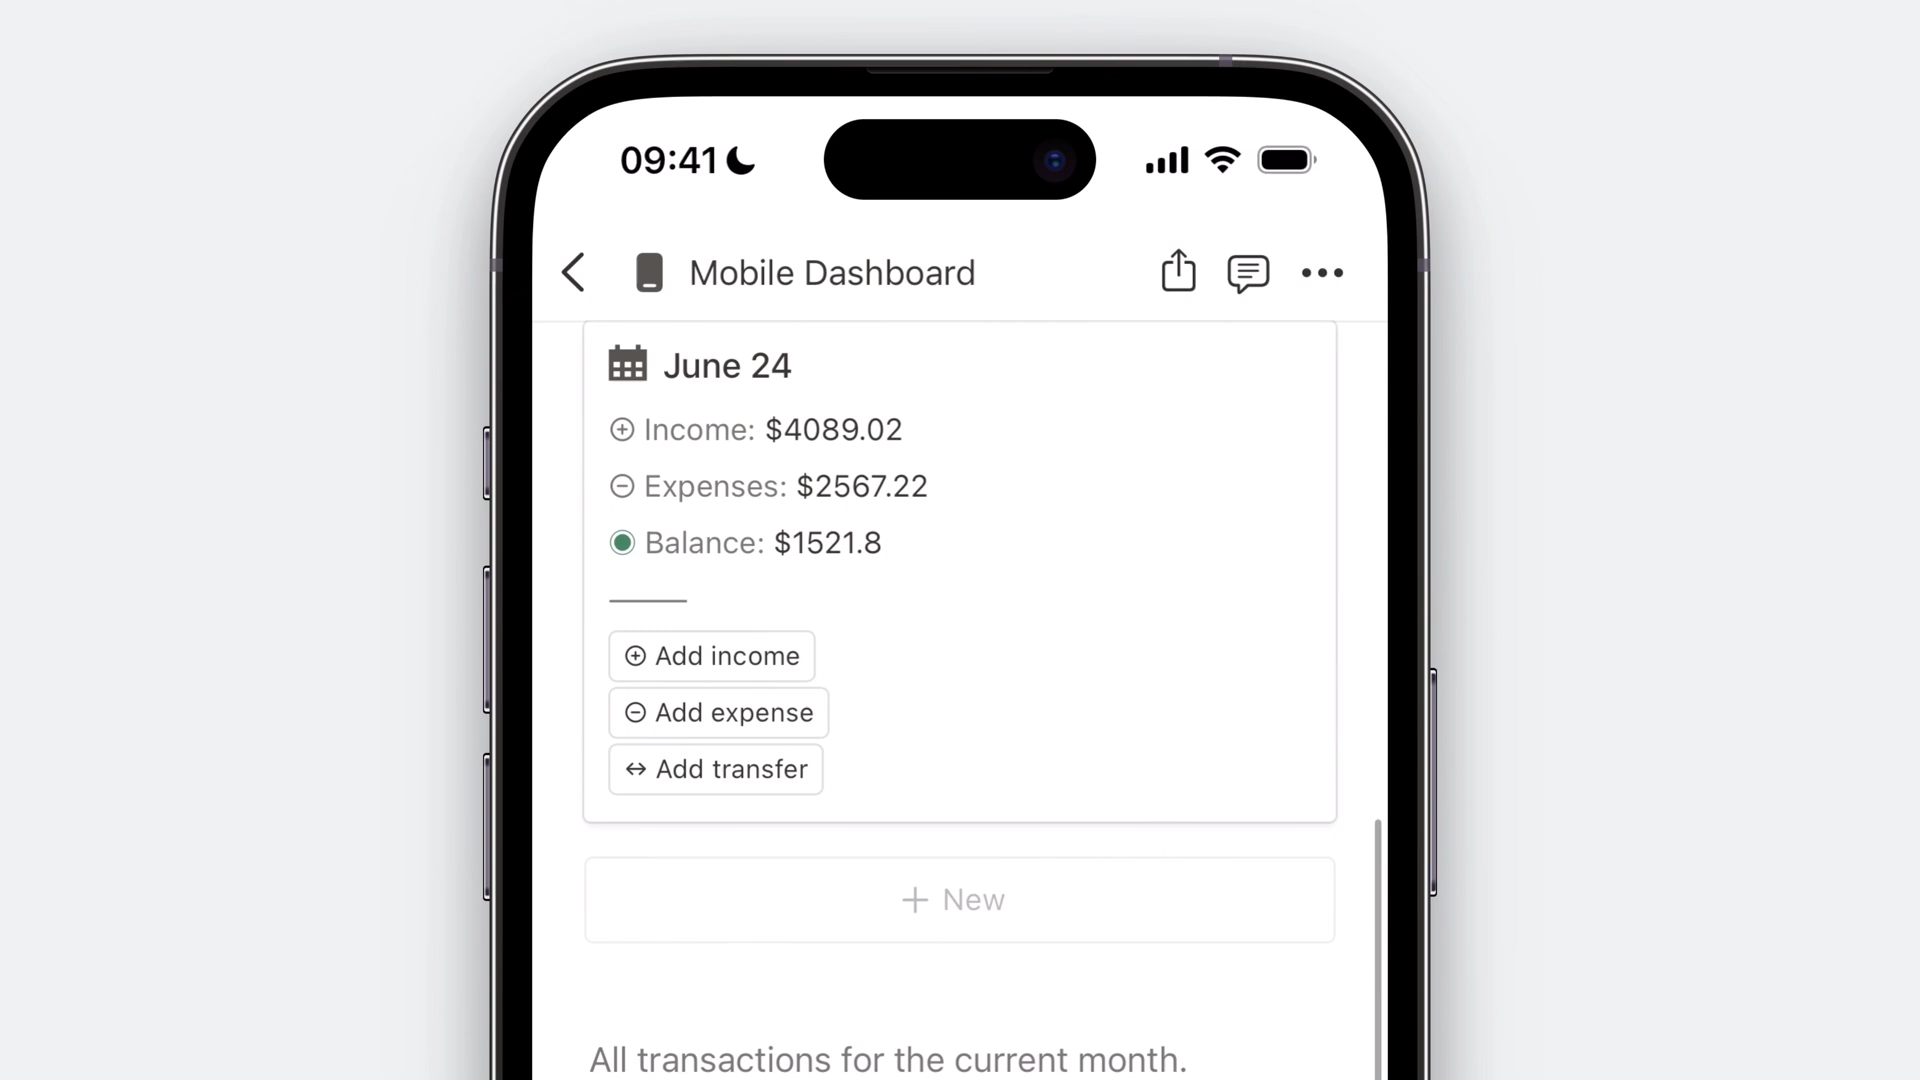 09:41
Mobile Dashboard
June 24
Income: $4089.02
Expenses: $2567.22
Balance: $1521.8
Add income
Add expense
Add transfer
+ New
All transactions for the current month.